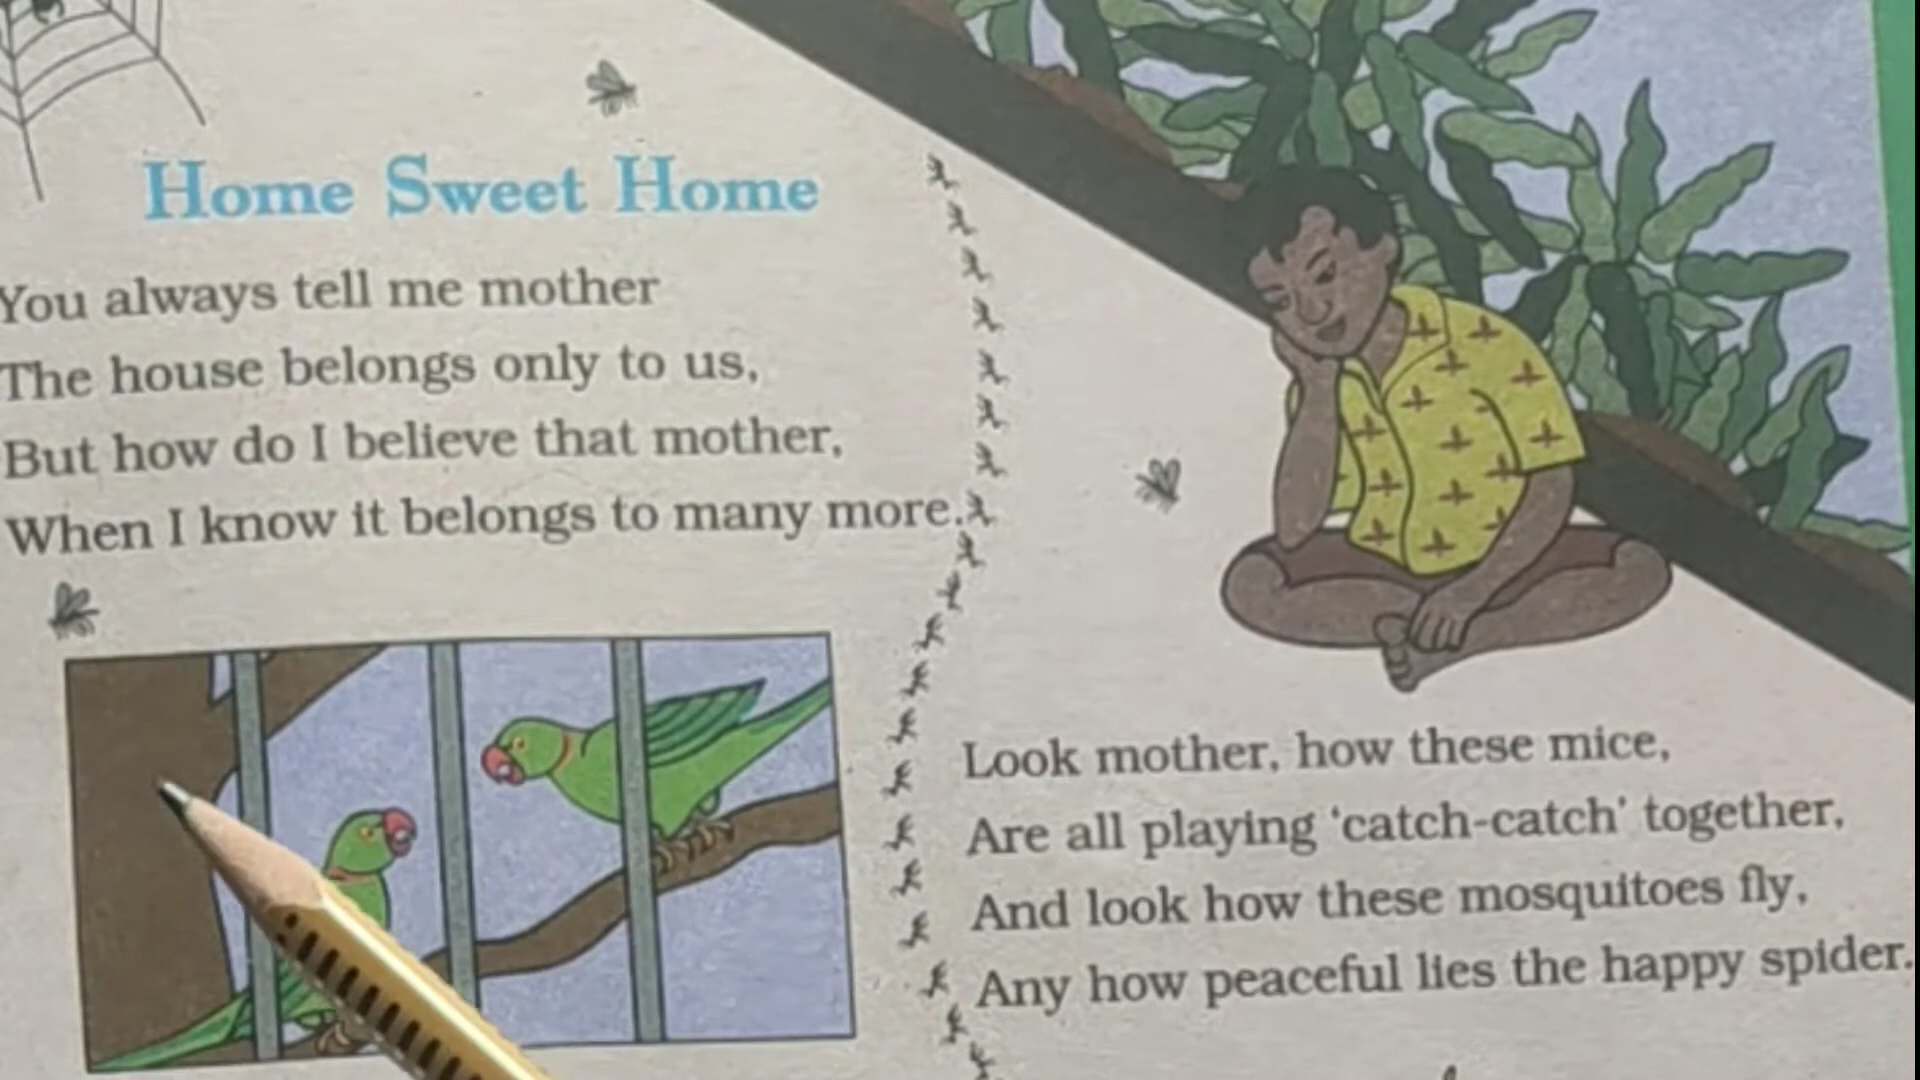 Home Sweet Home
You always tell me mother
The house belongs only to us,
But how do I believe that mother,
When I know it belongs to many more.
Look mother, how these mice,
Are all playing ‘catch-catch’ together,
And look how these mosquitoes fly,
Any how peaceful lies the happy spider.